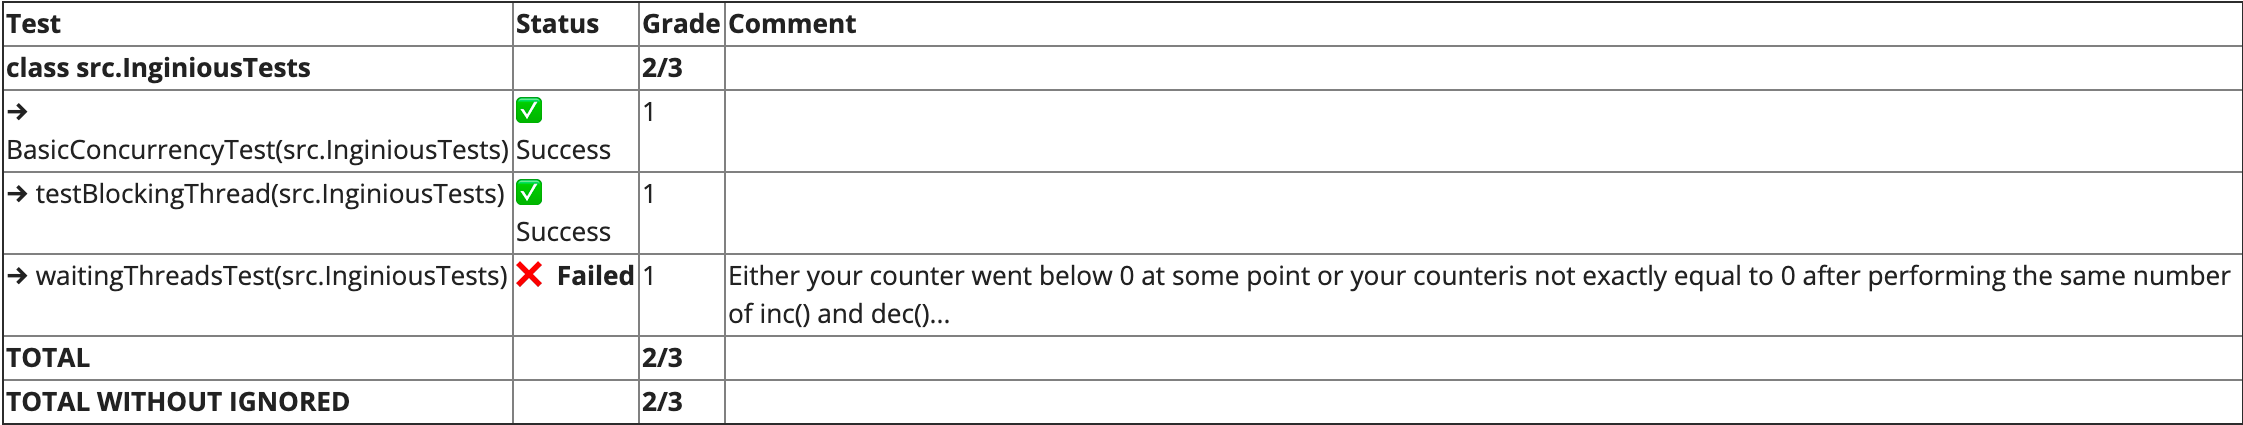 Test Status Grade Comment
class src.InginiousTests 2/3
→
BasicConcurrencyTest(src.InginiousTests) ✅ Success 1
→ testBlockingThread(src.InginiousTests) ✅ Success 1
→ waitingThreadsTest(src.InginiousTests) ❌ Failed 1 Either your counter went below 0 at some point or your counteris not exactly equal to 0 after performing the same number
of inc() and dec()...
TOTAL 2/3
TOTAL WITHOUT IGNORED 2/3